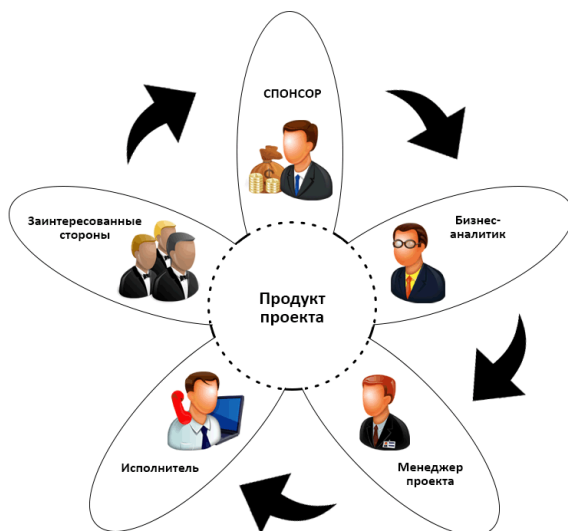 СПОНСОР
Бизнес-
аналитик
Менеджер
проекта
Исполнитель
Заинтересованные
стороны
Продукт
проекта